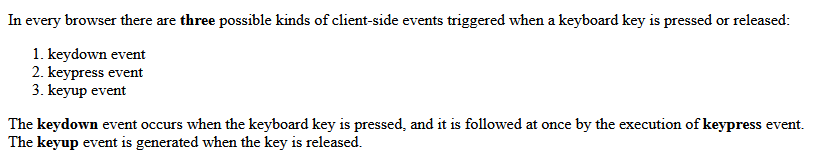 In every browser there are three possible kinds of client-side events triggered when a keyboard key is pressed or released:
1. keydown event
2. keypress event
3. keyup event
The keydown event occurs when the keyboard key is pressed, and it is followed at once by the execution of keypress event.
The keyup event is generated when the key is released.